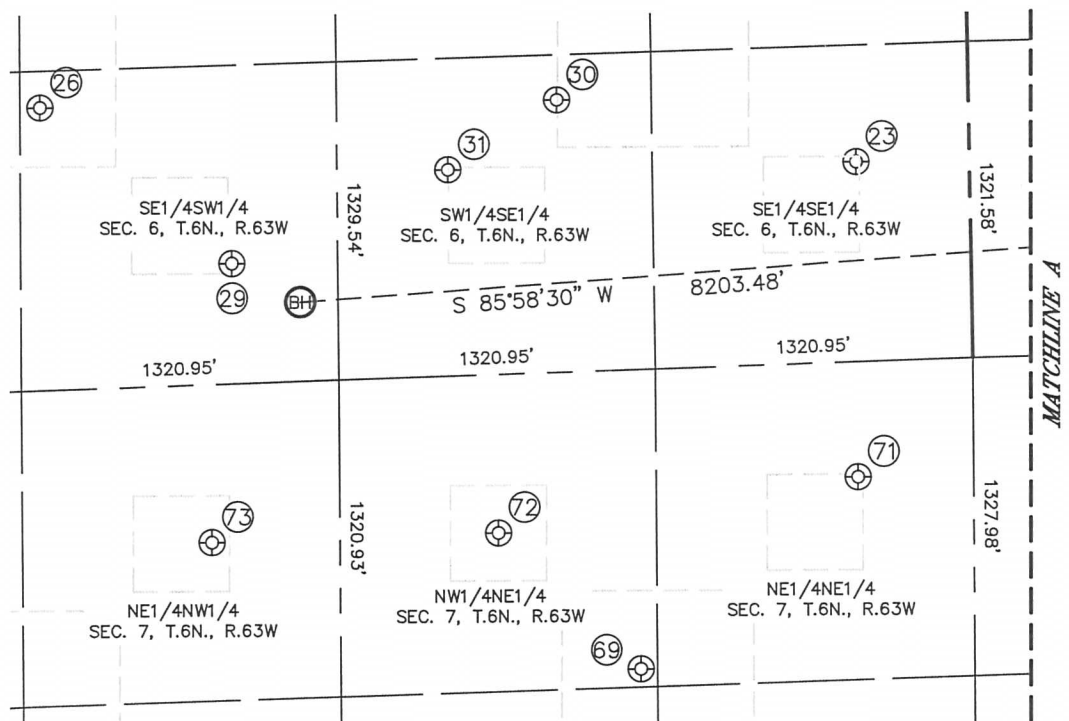 26
30
31
23
SE1/4SW1/4
SEC. 6, T.6N., R.63W
1329.54'
SW1/4SE1/4
SEC. 6, T.6N., R.63W
SE1/4SE1/4
SEC. 6, T.6N., R.63W
1321.58'
29
BH
S 85°58'30" W
8203.48'
MATCHLINE A
1320.95'
1320.95'
1320.95'
73
1320.93'
72
71
1327.98'
NE1/4NW1/4
SEC. 7, T.6N., R.63W
NW1/4NE1/4
SEC. 7, T.6N., R.63W
NE1/4NE1/4
SEC. 7, T.6N., R.63W
69